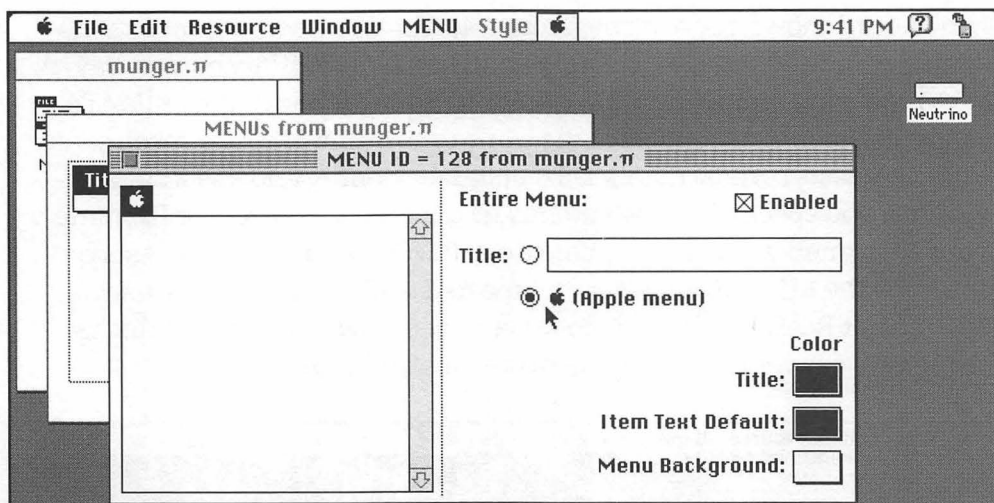 File Edit Resource Window MENU Style 9:41 PM
munger.π
FILE
Neutrino
MENUs from munger.π
MENU ID = 128 from munger.π
Tit
Entire Menu: Enabled
Title:
(Apple menu)
Color
Title:
Item Text Default:
Menu Background: